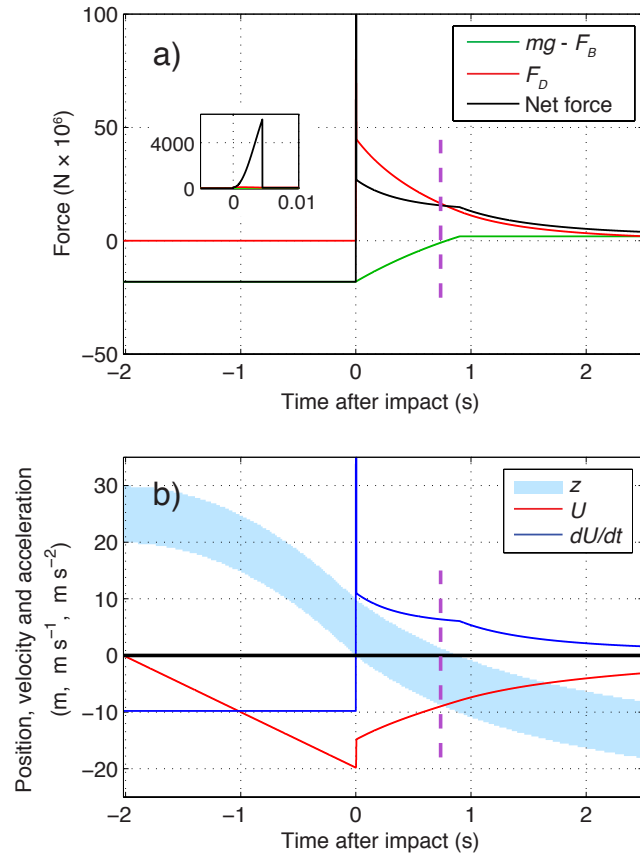 a)
mg - F_B
F_D
Net force
100
50
0
−50
4000
0
0
0.01
Force (N × 10⁶)
−2
−1
0
1
2
Time after impact (s)
b)
z
U
dU/dt
30
20
10
0
−10
−20
Position, velocity and acceleration
(m, m s⁻¹, m s⁻²)
−2
−1
0
1
2
Time after impact (s)